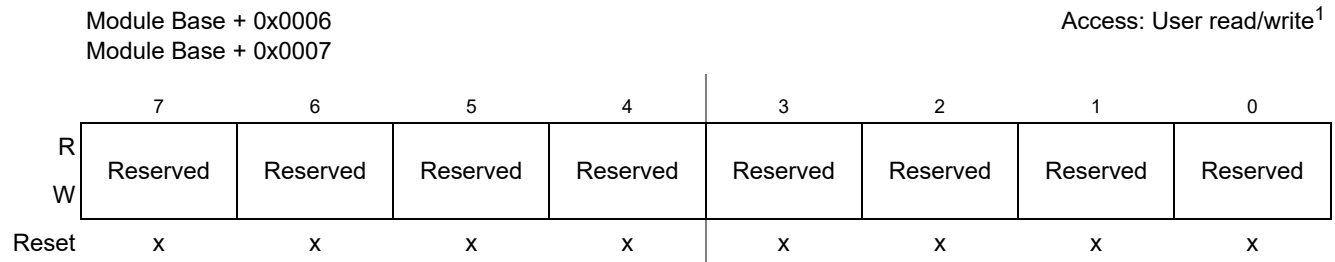 Module Base + 0x0006 Access: User read/write1
Module Base + 0x0007
7 6 5 4 3 2 1 0
R
Reserved Reserved Reserved Reserved Reserved Reserved Reserved Reserved
W
Reset x x x x x x x x